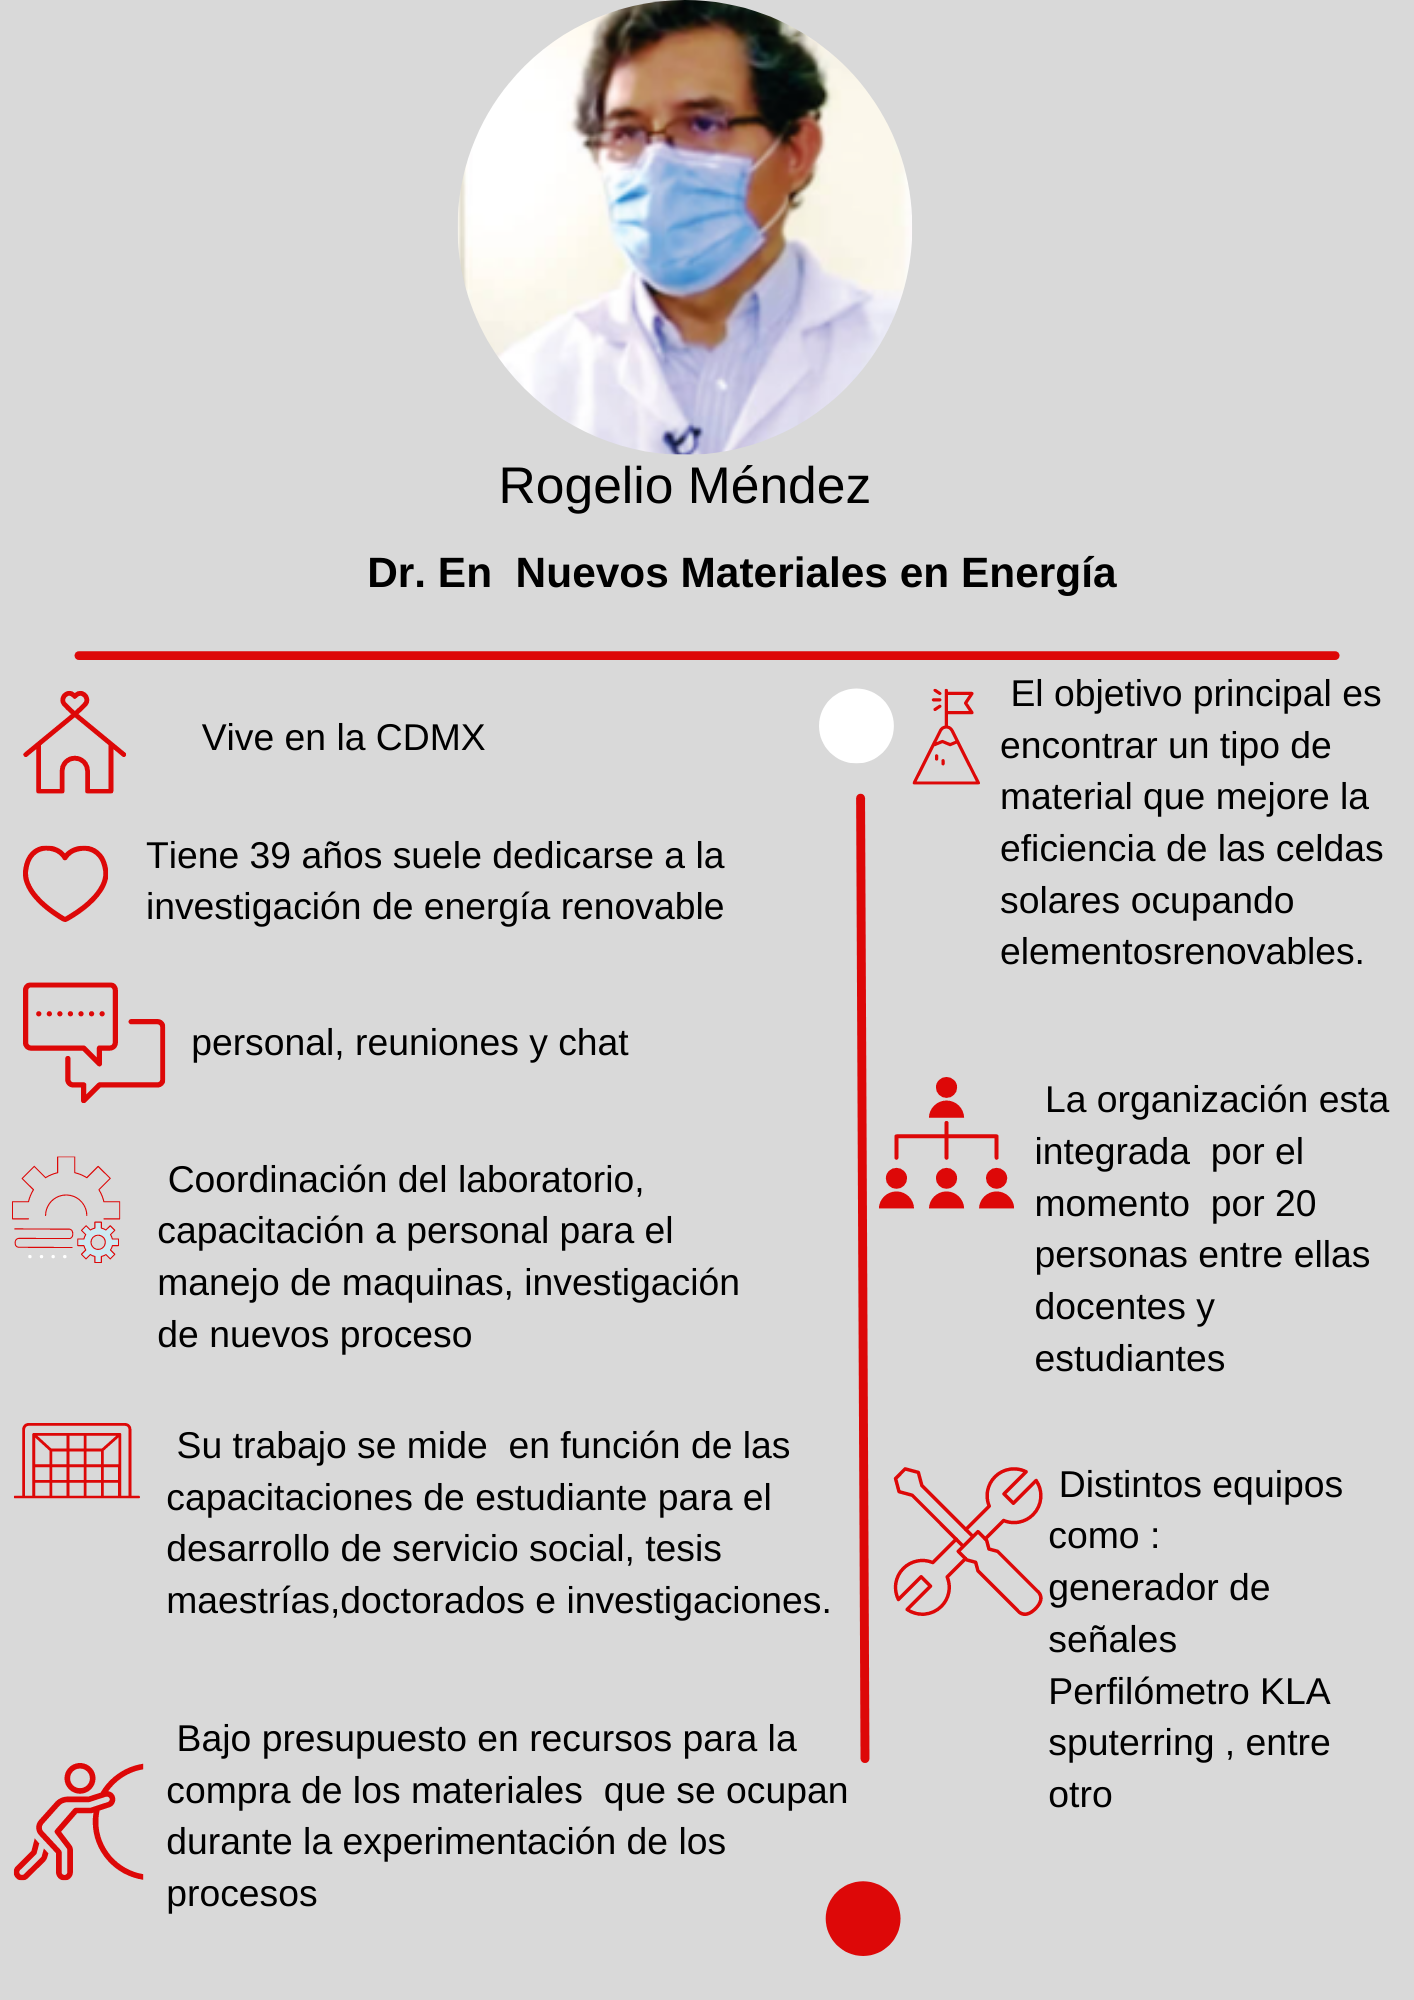 Rogelio Méndez
Dr. En  Nuevos Materiales en Energía
Vive en la CDMX
Tiene 39 años suele dedicarse a la
investigación de energía renovable
personal, reuniones y chat
Coordinación del laboratorio,
capacitación a personal para el
manejo de maquinas, investigación
de nuevos proceso
Su trabajo se mide  en función de las
capacitaciones de estudiante para el
desarrollo de servicio social, tesis
maestrías,doctorados e investigaciones.
Bajo presupuesto en recursos para la
compra de los materiales  que se ocupan
durante la experimentación de los
procesos
El objetivo principal es
encontrar un tipo de
material que mejore la
eficiencia de las celdas
solares ocupando
elementosrenovables.
La organización esta
integrada  por el
momento  por 20
personas entre ellas
docentes y
estudiantes
Distintos equipos
como :
generador de
señales
Perfilómetro KLA
sputerring , entre
otro